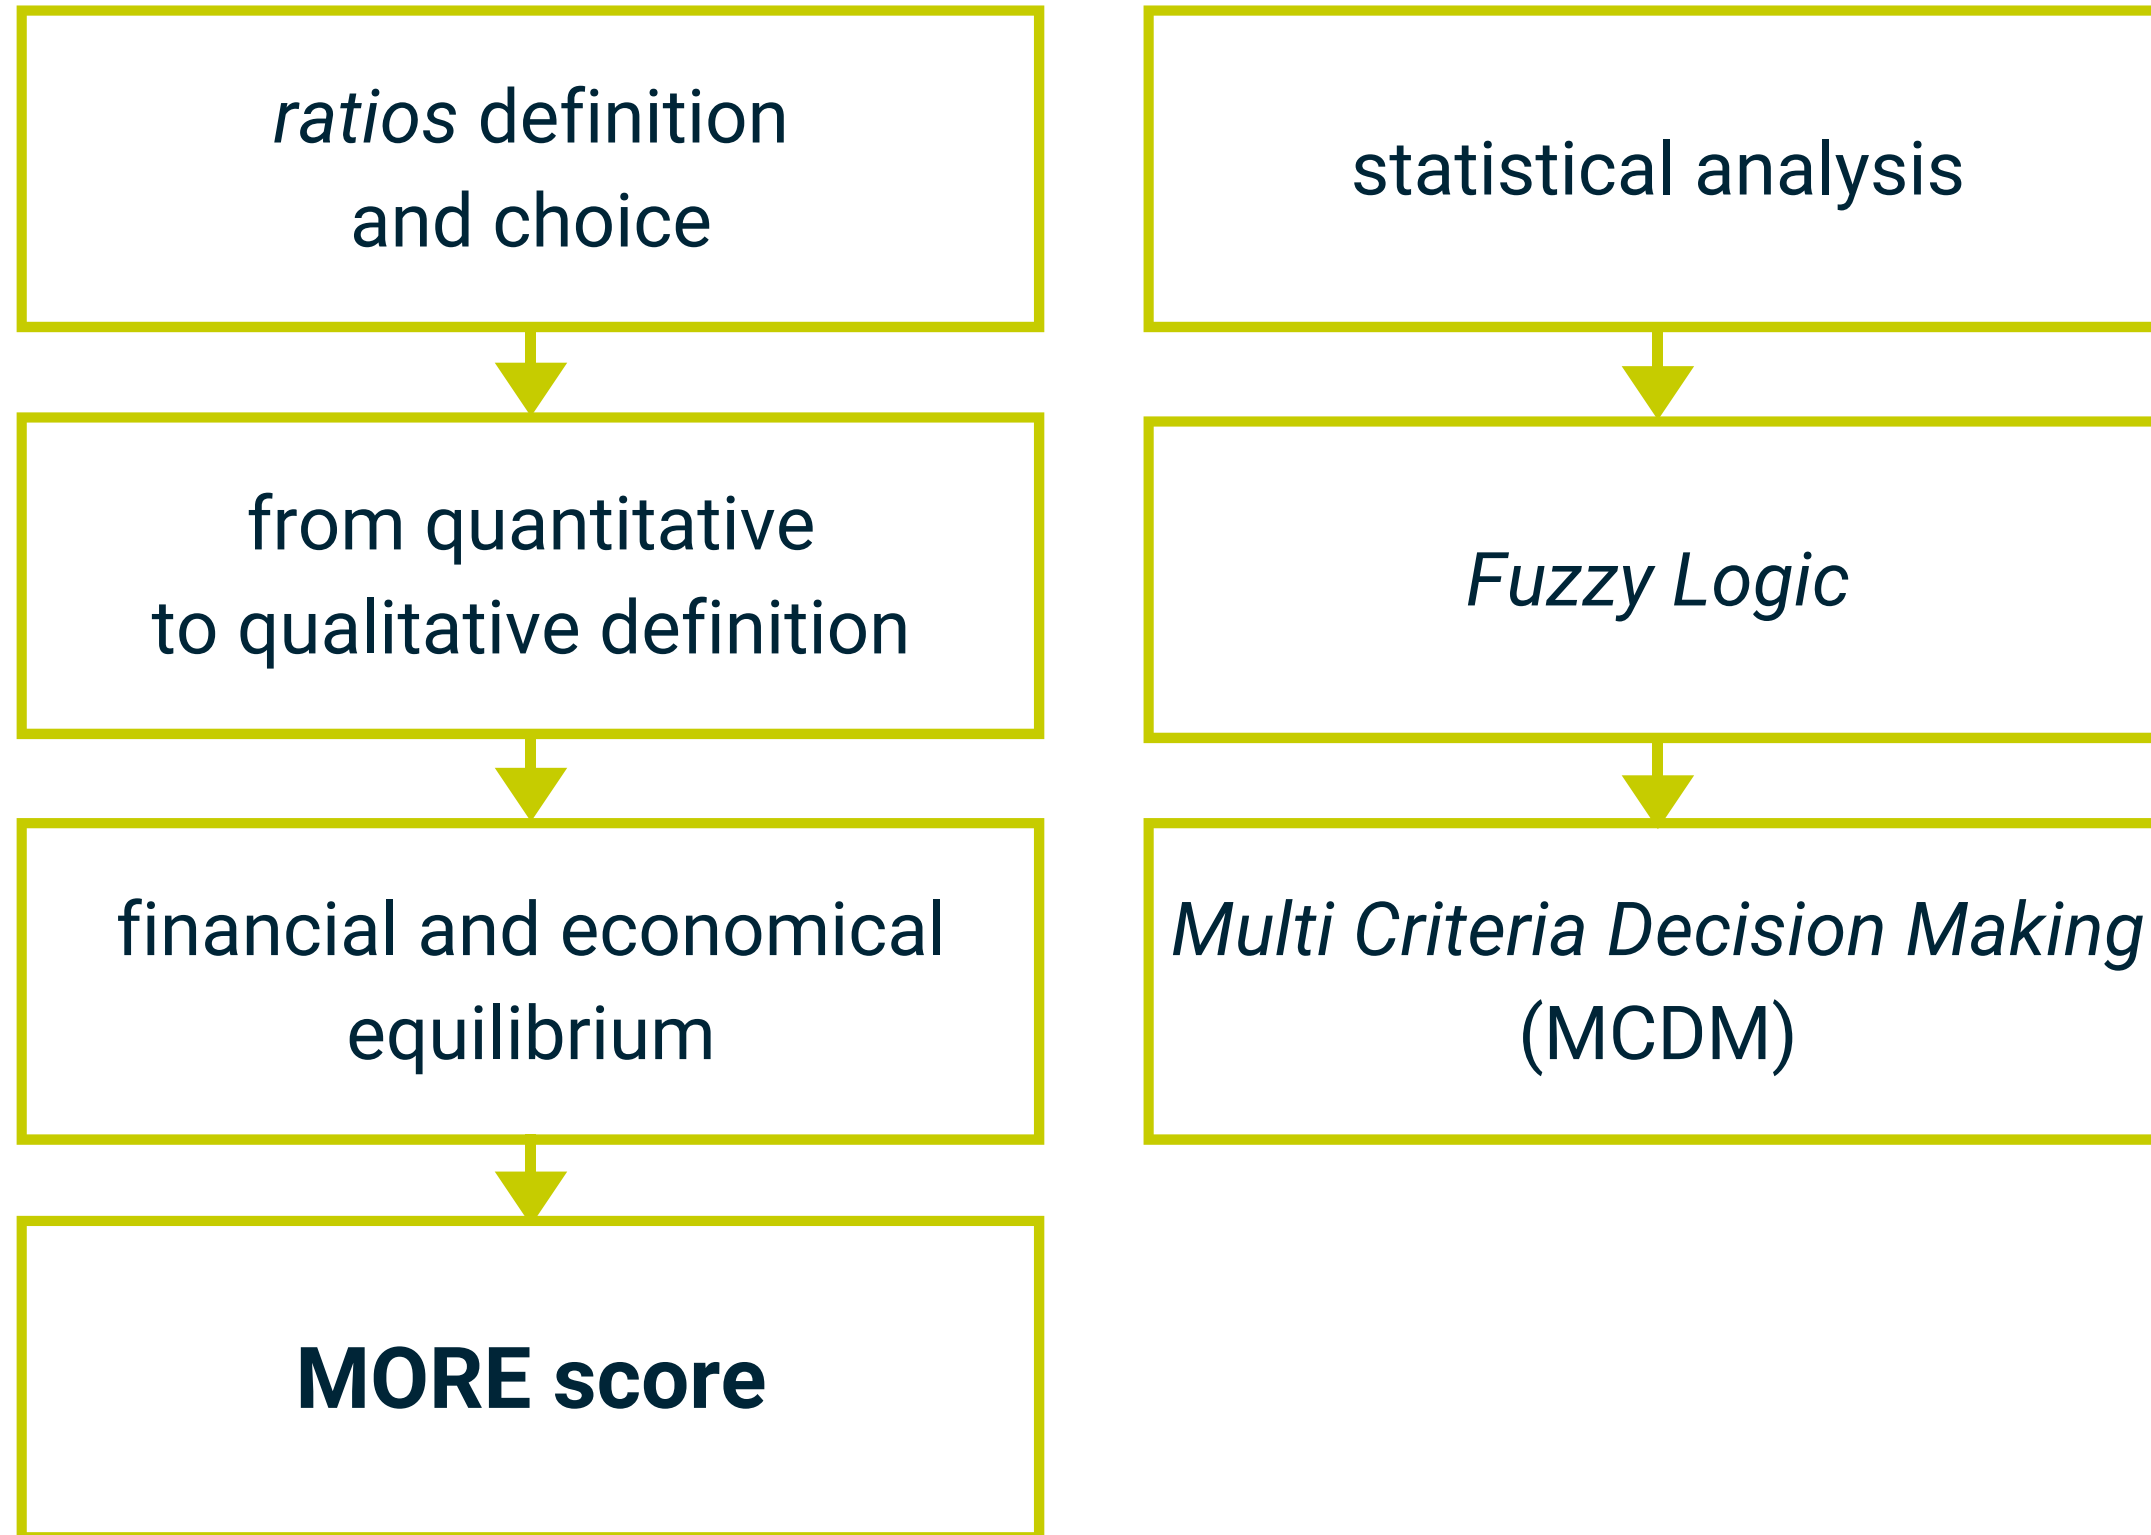 ratios definition
and choice
statistical analysis
from quantitative
to qualitative definition
Fuzzy Logic
financial and economical
equilibrium
Multi Criteria Decision Making
(MCDM)
MORE score